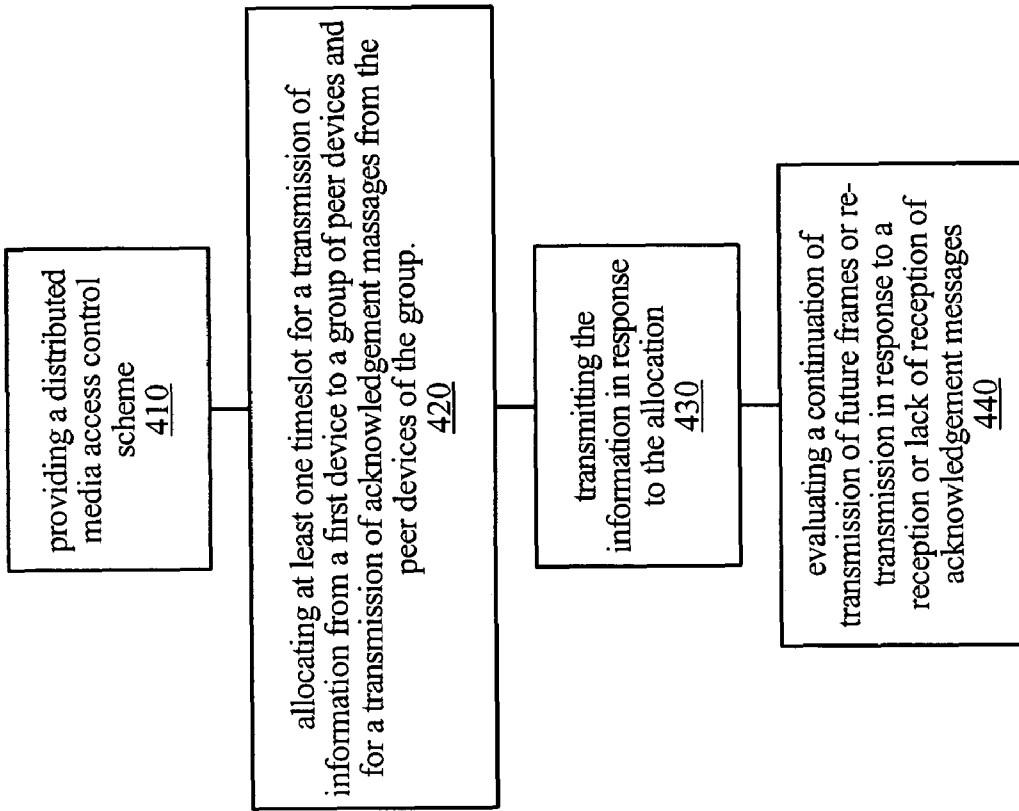 providing a distributed
media access control
scheme
410
allocating at least one timeslot for a transmission of
information from a first device to a group of peer devices and
for a transmission of acknowledgement massages from the
peer devices of the group.
420
transmitting the
information in response
to the allocation
430
evaluating a continuation of
transmission of future frames or re-
transmission in response to a
reception or lack of reception of
acknowledgement messages
440